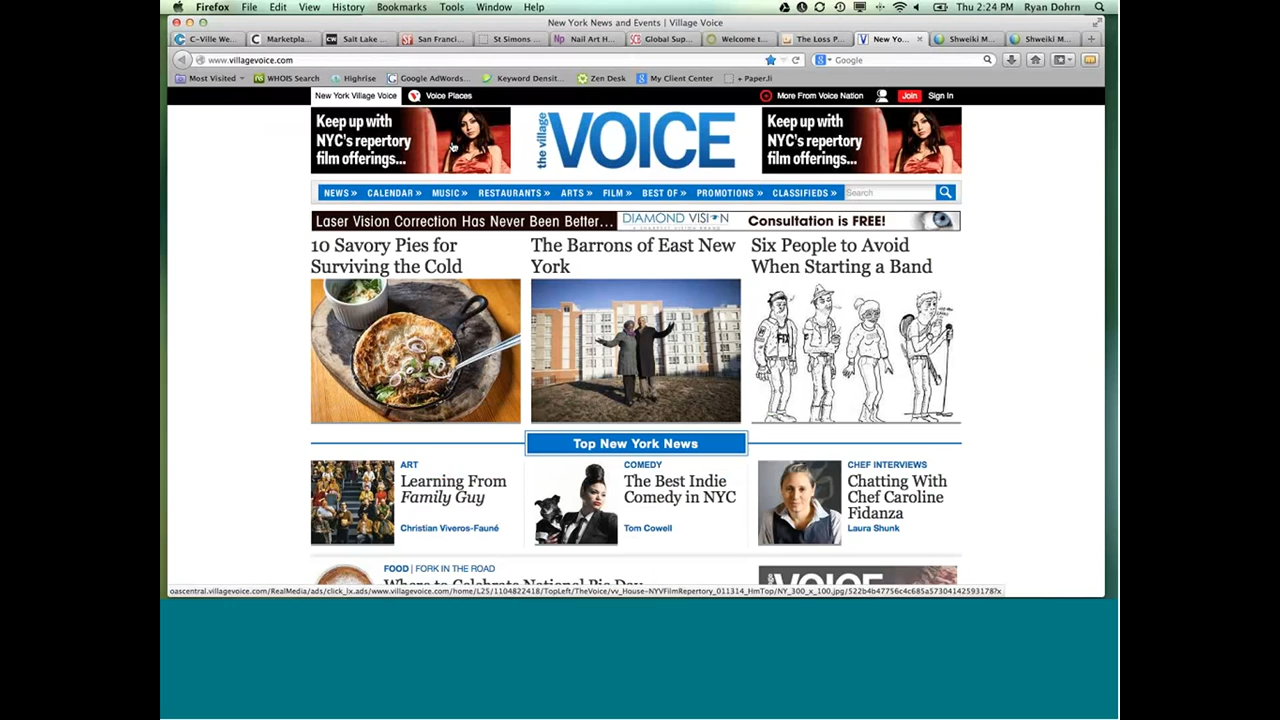 Firefox File Edit View History Bookmarks Tools Window Help Thu 2:24 PM Ryan Dohrn
New York News and Events | Village Voice
C-Ville We... Marketpla... Salt Lake ... San Franci... St Simons ... Nail Art H... Global Sup... Welcome t... The Loss P... New Yo... Shweiki M... Shweiki M...
www.villagevoice.com Google
Most Visited WHOIS Search Highrise Google AdWords... Keyword Densit... Zen Desk My Client Center + Paper.li
New York Village Voice Voice Places More From Voice Nation Join Sign In
Keep up with
NYC's repertory
film offerings...
the village VOICE
Keep up with
NYC's repertory
film offerings...
NEWS » CALENDAR » MUSIC » RESTAURANTS » ARTS » FILM » BEST OF » PROMOTIONS » CLASSIFIEDS » Search
Laser Vision Correction Has Never Been Better... DIAMOND VISION Consultation is FREE!
10 Savory Pies for
Surviving the Cold
The Barrons of East New
York
Six People to Avoid
When Starting a Band
Top New York News
ART
Learning From
Family Guy
Christian Viveros-Fauné
COMEDY
The Best Indie
Comedy in NYC
Tom Cowell
CHEF INTERVIEWS
Chatting With
Chef Caroline
Fidanza
Laura Shunk
FOOD | FORK IN THE ROAD
Where to Celebrate National Pie Day
VOICE
oascentral.villagevoice.com/RealMedia/ads/click_lx.ads/www.villagevoice.com/home/L25/1104822418/TopLeft/TheVoice/vv_House-NYVFilmRepertory_011314_HmTop/NY_300_x_100.jpg/522b4b47756c4c685a57304142593178?x